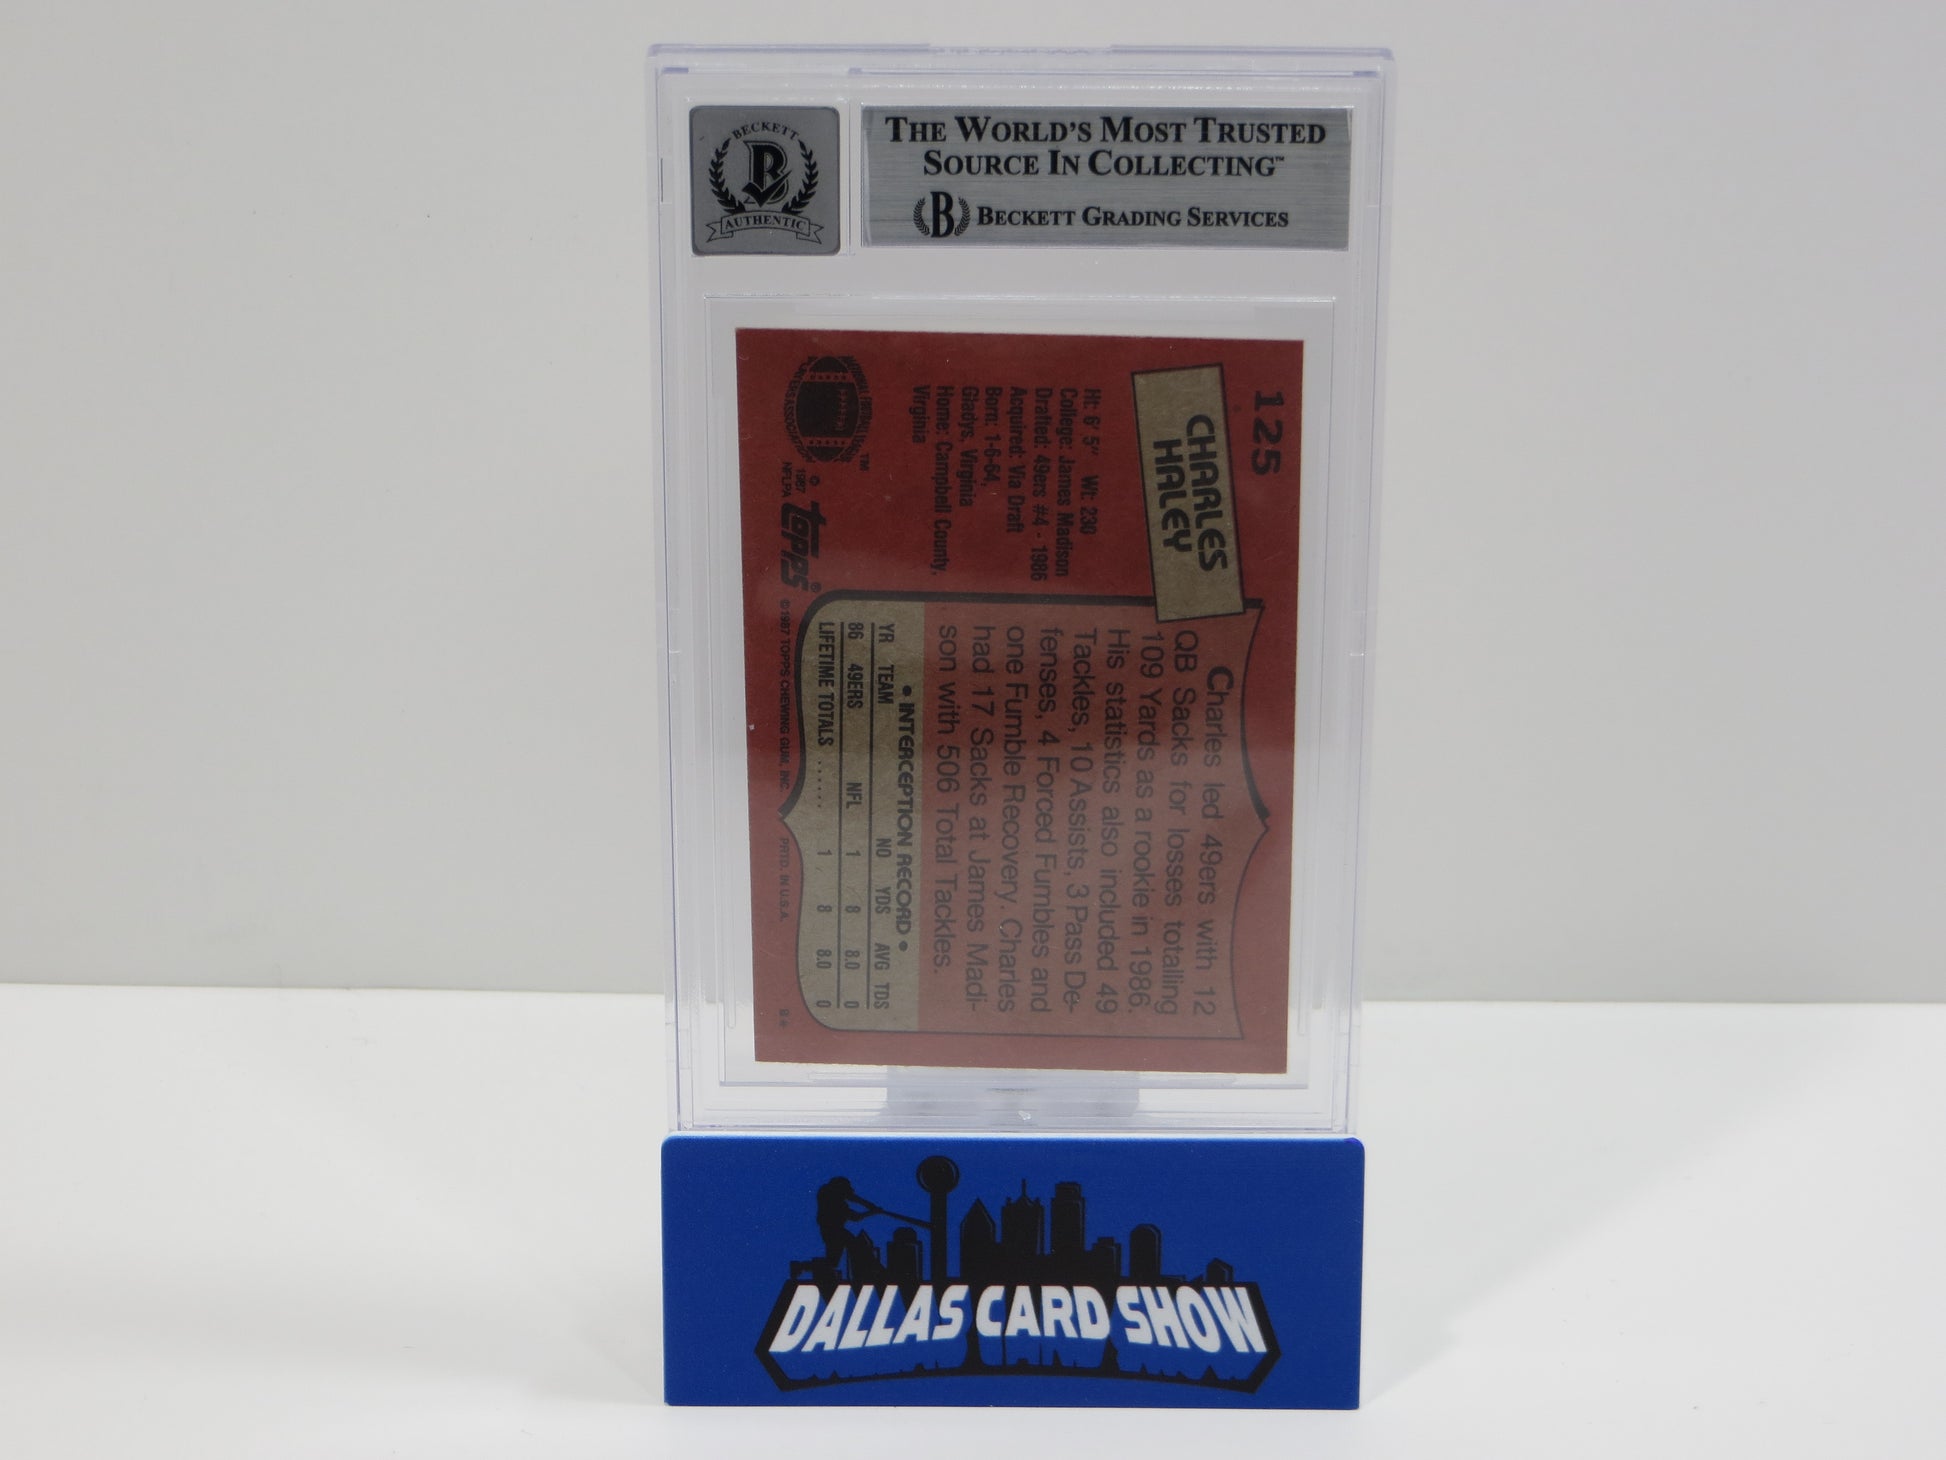 BECKETT
B
AUTHENTIC
THE WORLD'S MOST TRUSTED
SOURCE IN COLLECTING™
B BECKETT GRADING SERVICES
125
CHARLES
HALEY
Ht: 6' 5" Wt: 230
College: James Madison
Drafted: 49ers #4 - 1986
Acquired: Via Draft
Born: 1-6-64,
Gladys, Virginia
Home: Campbell County,
Virginia
Charles led 49ers with 12
QB Sacks for losses totalling
109 Yards as a rookie in 1986.
His statistics also included 49
Tackles, 10 Assists, 3 Pass De-
fenses, 4 Forced Fumbles and
one Fumble Recovery. Charles
had 17 Sacks at James Madi-
son with 506 Total Tackles.
• INTERCEPTION RECORD •
YR TEAM NO YDS AVG TDS
86 49ERS NFL 1 8 8.0 0
LIFETIME TOTALS ...... 1 8 8.0 0
™
© 1987 NFLPA
topps®
©1987 TOPPS CHEWING GUM, INC. PRTD. IN U.S.A.
DALLAS CARD SHOW